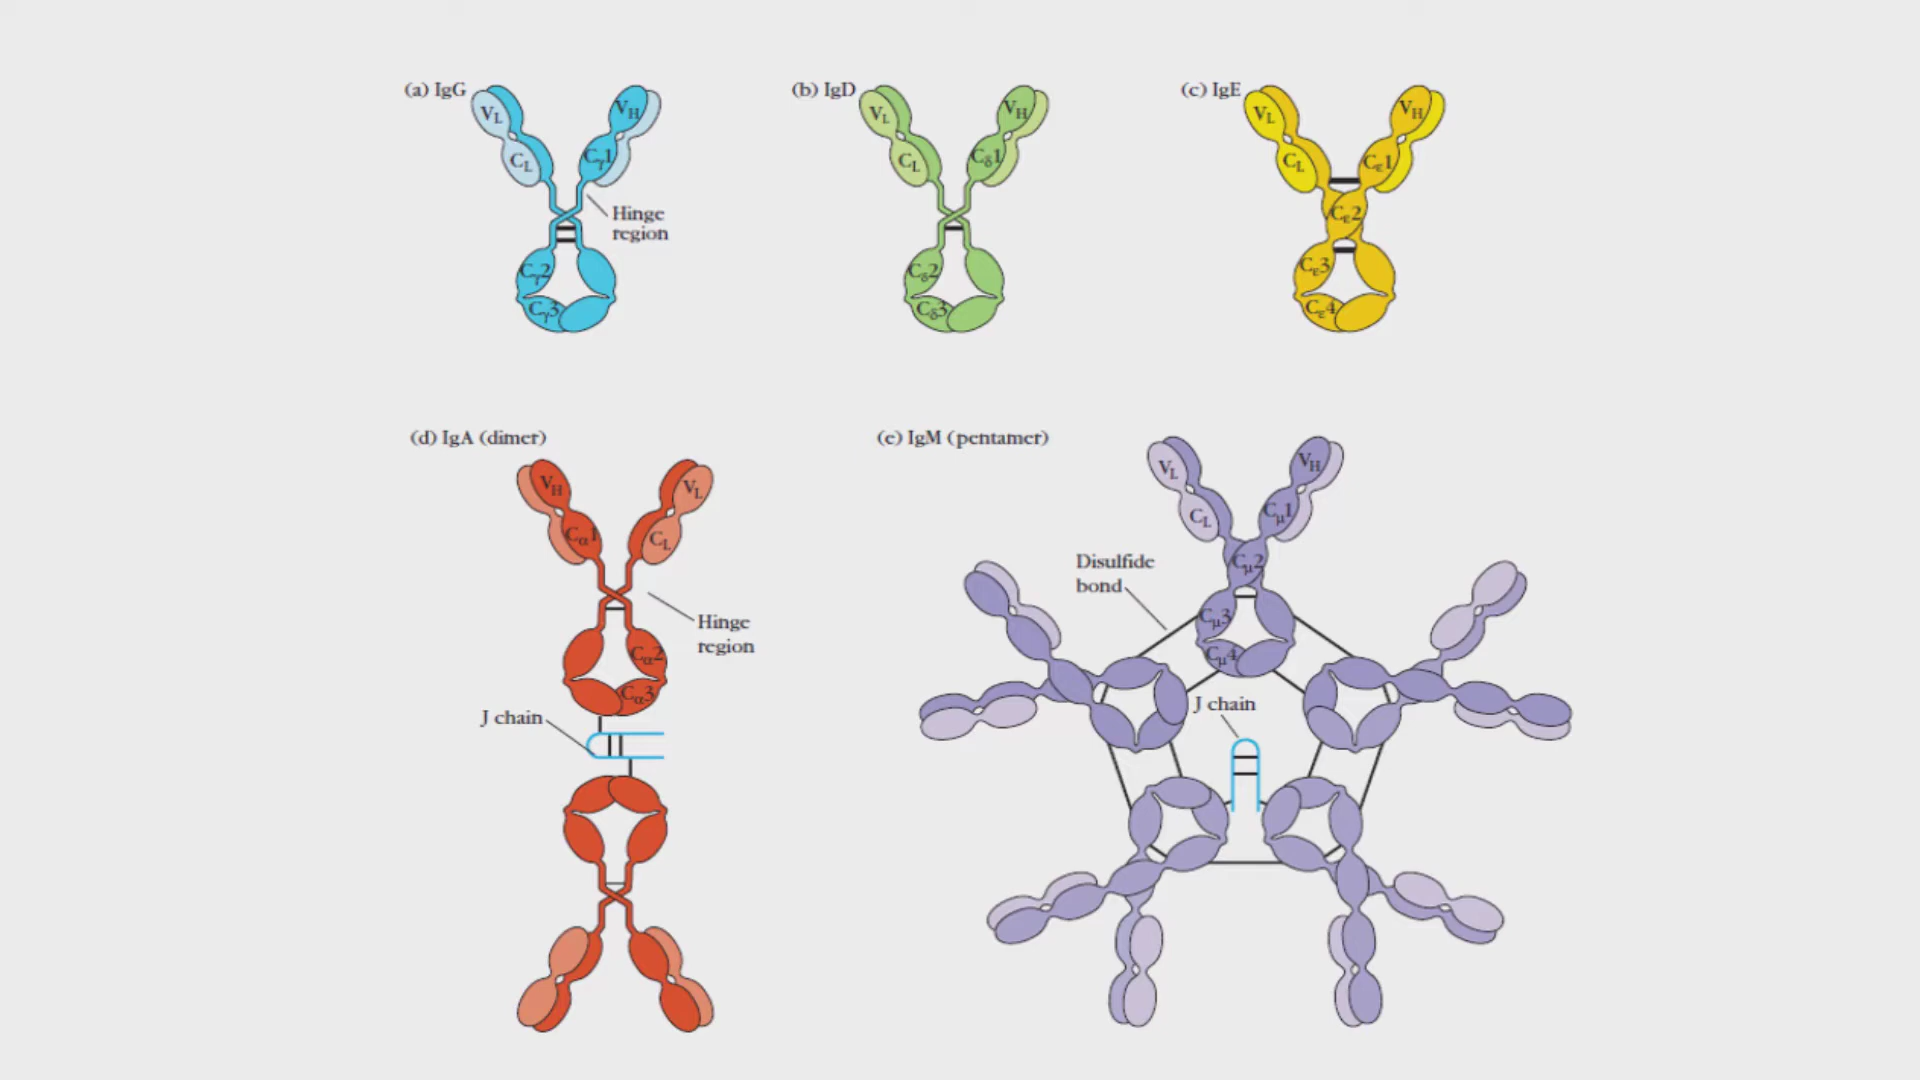 (a) IgG
VL
VH
CL
Cγ1
Hinge
region
Cγ2
Cγ3
(b) IgD
VL
VH
CL
Cδ1
Cδ2
Cδ3
(c) IgE
VL
VH
CL
Cε1
Cε2
Cε3
Cε4
(d) IgA (dimer)
VH
VL
Cα1
CL
Hinge
region
Cα2
Cα3
J chain
(e) IgM (pentamer)
VL
VH
CL
Cμ1
Disulfide
bond
Cμ2
Cμ3
Cμ4
J chain